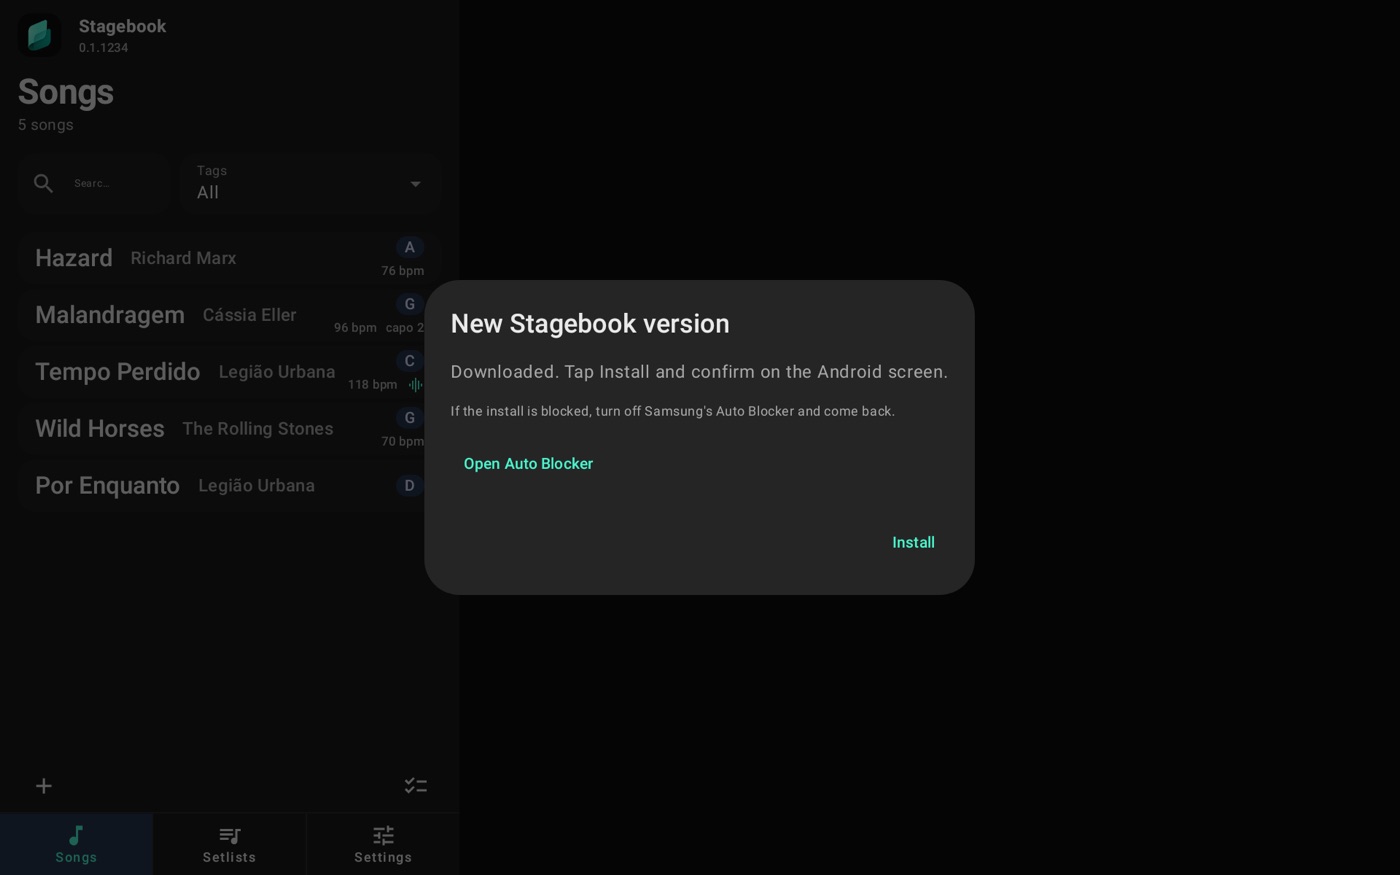 Stagebook
0.1.1234
Songs
5 songs
Searc...
Tags
All
Hazard Richard Marx A
76 bpm
Malandragem Cássia Eller G
96 bpm capo 2
Tempo Perdido Legião Urbana C
118 bpm
Wild Horses The Rolling Stones G
70 bpm
Por Enquanto Legião Urbana D
New Stagebook version
Downloaded. Tap Install and confirm on the Android screen.
If the install is blocked, turn off Samsung's Auto Blocker and come back.
Open Auto Blocker
Install
Songs Setlists Settings